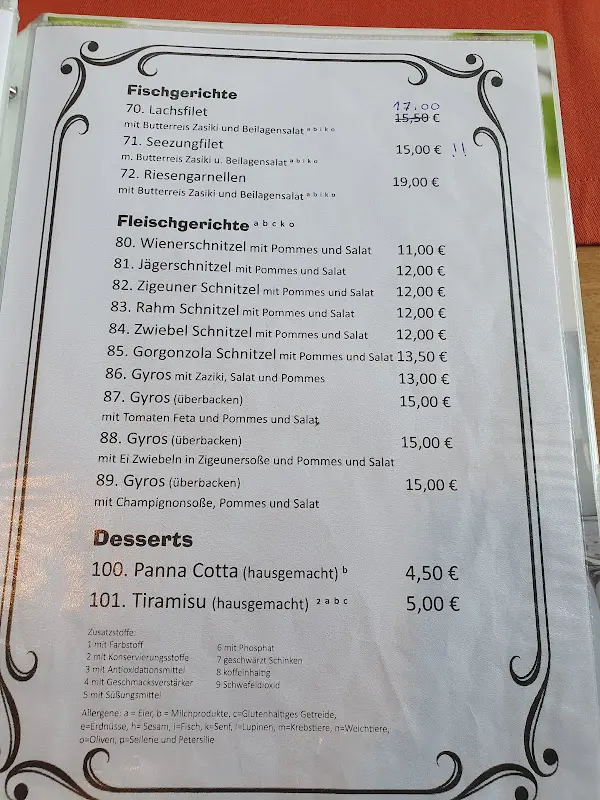 Fischgerichte
70. Lachsfilet 17.00
15,50 €
mit Butterreis Zasiki und Beilagensalat a b i k o
71. Seezungfilet 15,00 € !!
m. Butterreis Zasiki u. Beilagensalat a b i k o
72. Riesengarnellen 19,00 €
mit Butterreis Zasiki und Beilagensalat a b i k o
Fleischgerichte a b c k o
80. Wienerschnitzel mit Pommes und Salat 11,00 €
81. Jägerschnitzel mit Pommes und Salat 12,00 €
82. Zigeuner Schnitzel mit Pommes und Salat 12,00 €
83. Rahm Schnitzel mit Pommes und Salat 12,00 €
84. Zwiebel Schnitzel mit Pommes und Salat 12,00 €
85. Gorgonzola Schnitzel mit Pommes und Salat 13,50 €
86. Gyros mit Zaziki, Salat und Pommes 13,00 €
87. Gyros (überbacken) 15,00 €
mit Tomaten Feta und Pommes und Salat
88. Gyros (überbacken) 15,00 €
mit Ei Zwiebeln in Zigeunersoße und Pommes und Salat
89. Gyros (überbacken) 15,00 €
mit Champignonsoße, Pommes und Salat
Desserts
100. Panna Cotta (hausgemacht) b 4,50 €
101. Tiramisu (hausgemacht) 2 a b c 5,00 €
Zusatzstoffe:
1 mit Farbstoff
2 mit Konservierungsstoffe
3 mit Antioxidationsmittel
4 mit Geschmacksverstärker
5 mit Süßungsmittel
6 mit Phosphat
7 geschwärzt Schinken
8 koffeinhaltig
9 Schwefeldioxid
Allergene: a = Eier, b = Milchprodukte, c=Glutenhaltiges Getreide,
e=Erdnüsse, h= Sesam, i=Fisch, k=Senf, l=Lupinen, m=Krebstiere, n=Weichtiere,
o=Oliven, p=Sellerie und Petersilie